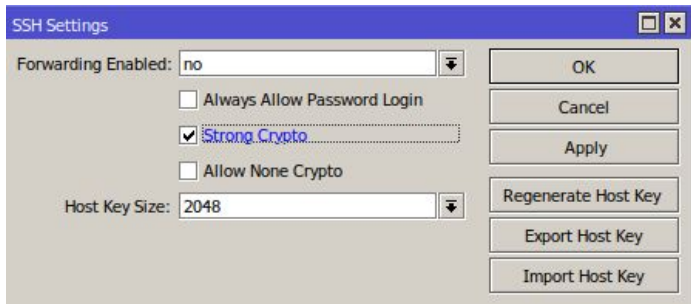 SSH Settings
Forwarding Enabled: no
OK
Always Allow Password Login
Cancel
Strong Crypto
Apply
Allow None Crypto
Regenerate Host Key
Host Key Size: 2048
Export Host Key
Import Host Key